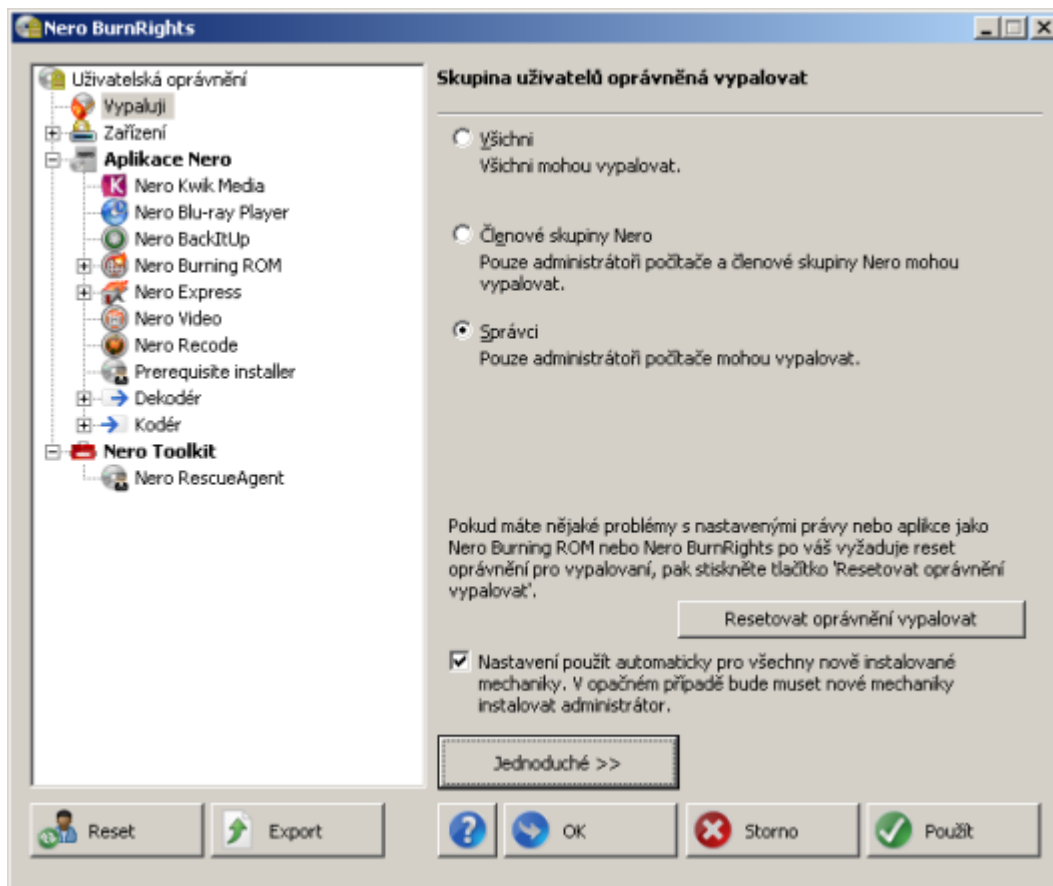 Nero BurnRights
Uživatelská oprávnění
Vypaluji
Zařízení
Aplikace Nero
Nero Kwik Media
Nero Blu-ray Player
Nero BackItUp
Nero Burning ROM
Nero Express
Nero Video
Nero Recode
Prerequisite installer
Dekodér
Kodér
Nero Toolkit
Nero RescueAgent
Skupina uživatelů oprávněná vypalovat
Všichni
Všichni mohou vypalovat.
Členové skupiny Nero
Pouze administrátoři počítače a členové skupiny Nero mohou
vypalovat.
Správci
Pouze administrátoři počítače mohou vypalovat.
Pokud máte nějaké problémy s nastavenými právy nebo aplikce jako
Nero Burning ROM nebo Nero BurnRights po váš vyžaduje reset
oprávnění pro vypalovaní, pak stiskněte tlačítko 'Resetovat oprávnění
vypalovat'.
Resetovat oprávnění vypalovat
Nastavení použít automaticky pro všechny nově instalované
mechaniky. V opačném případě bude muset nové mechaniky
instalovat administrátor.
Jednoduché >>
Reset
Export
?
OK
Storno
Použít